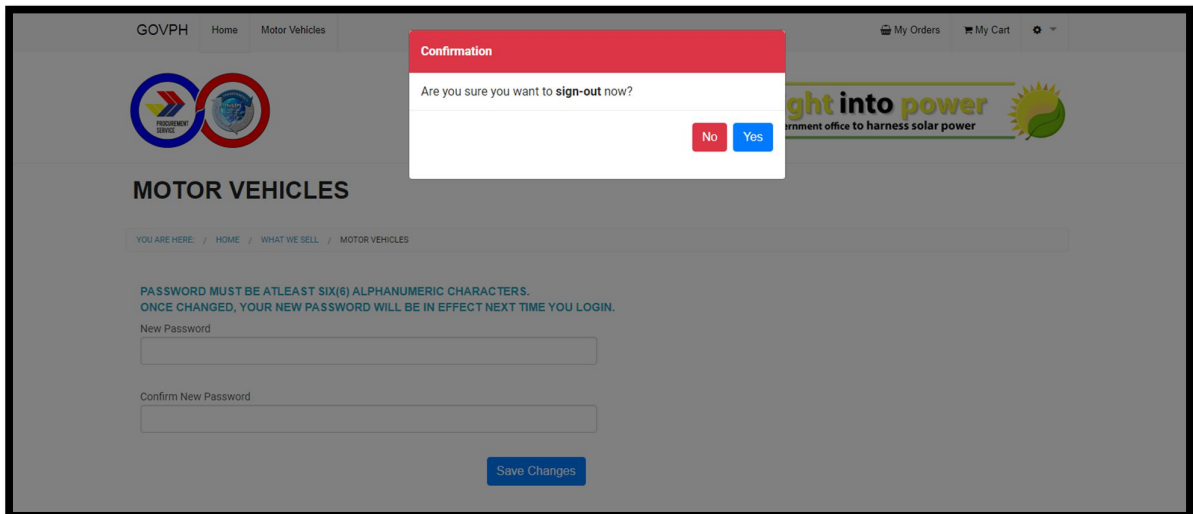 GOVPH Home Motor Vehicles My Orders My Cart
Confirmation
Are you sure you want to sign-out now?
No Yes
PROCUREMENT
SERVICE
ght into power
ernment office to harness solar power
MOTOR VEHICLES
YOU ARE HERE: / HOME / WHAT WE SELL / MOTOR VEHICLES
PASSWORD MUST BE ATLEAST SIX(6) ALPHANUMERIC CHARACTERS.
ONCE CHANGED, YOUR NEW PASSWORD WILL BE IN EFFECT NEXT TIME YOU LOGIN.
New Password
Confirm New Password
Save Changes